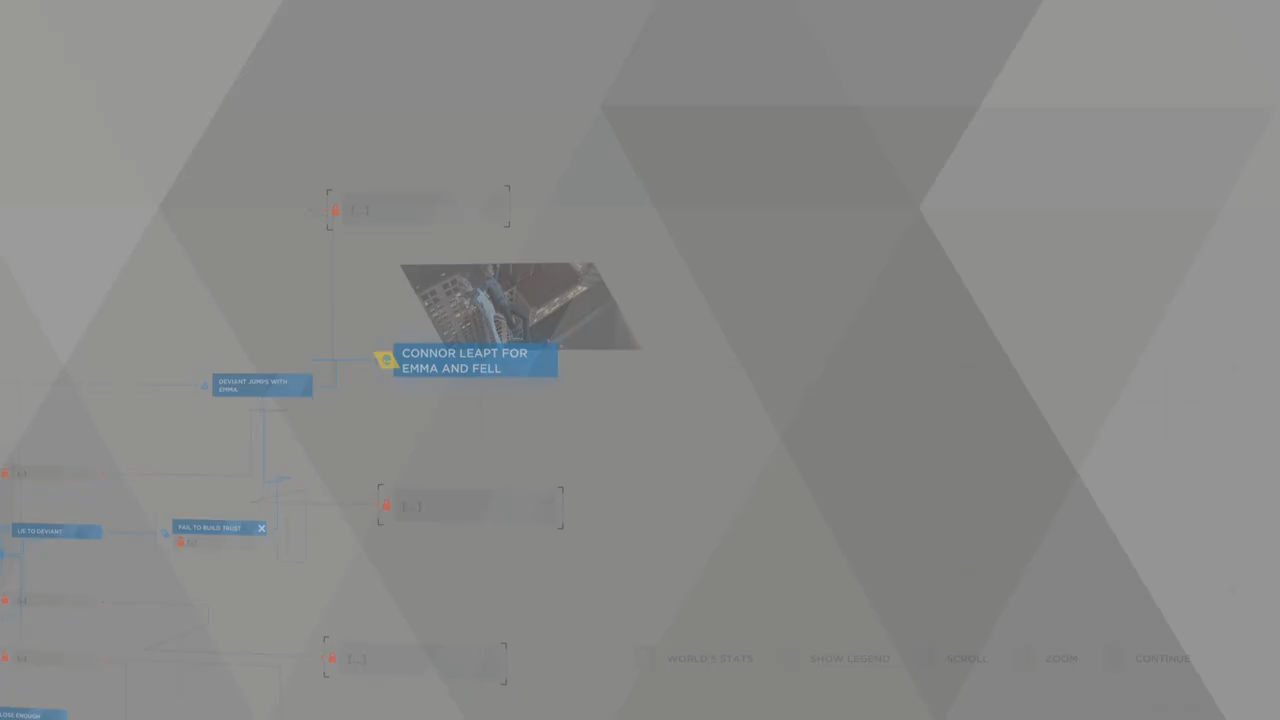 [...]
CONNOR LEAPT FOR
EMMA AND FELL
DEVIANT JUMPS WITH
EMMA
[...]
[...]
LIE TO DEVIANT
FAIL TO BUILD TRUST
[...]
[...]
[...]
[...]
WORLD'S STATS
SHOW LEGEND
SCROLL
ZOOM
CONTINUE
LOSE ENOUGH